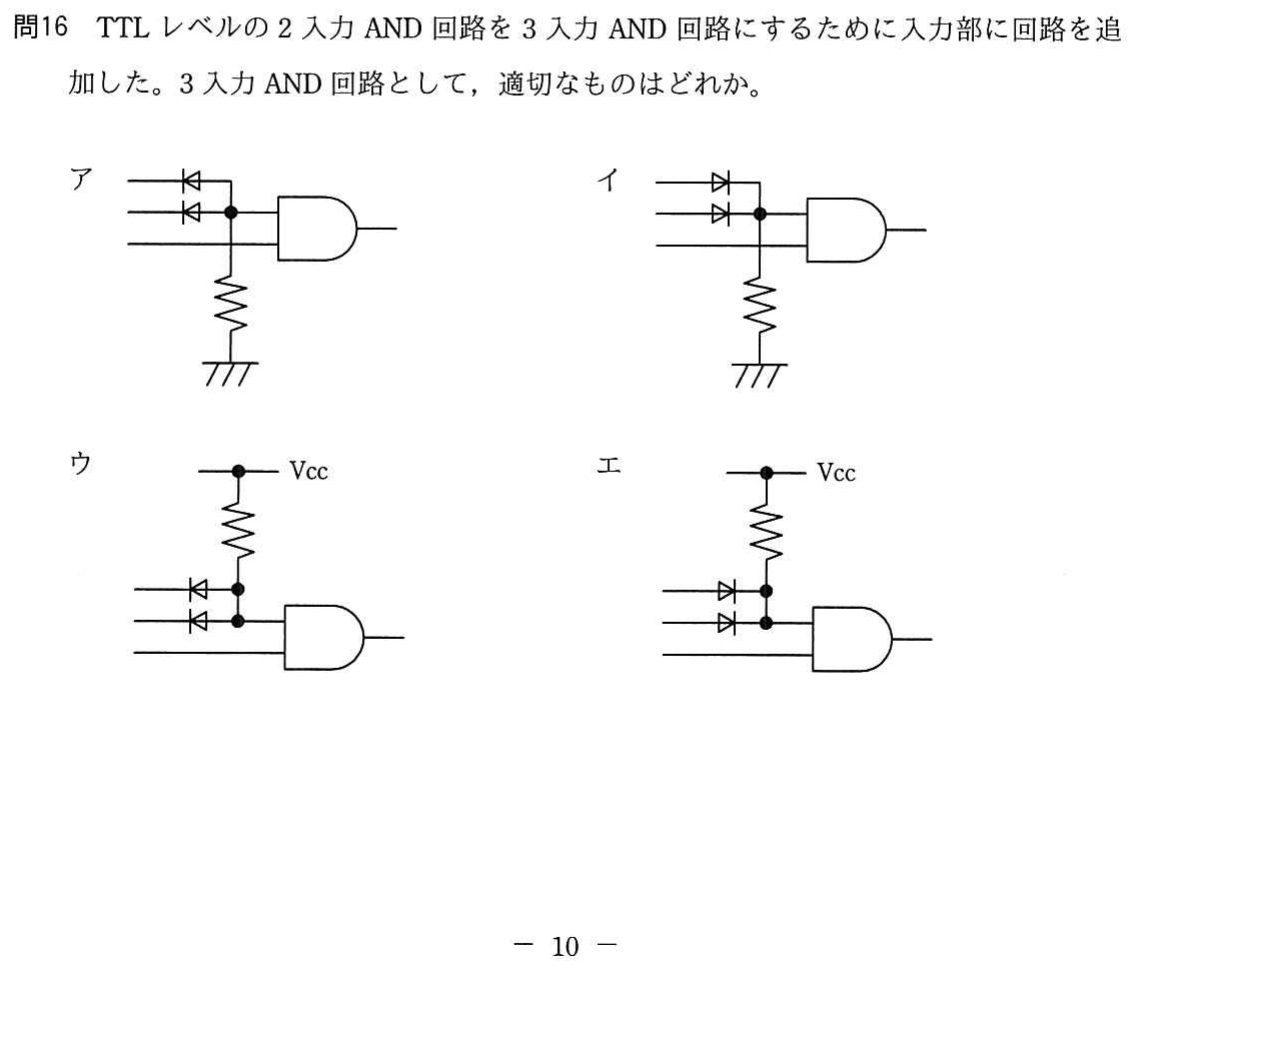 問16 TTL レベルの 2 入力 AND 回路を 3 入力 AND 回路にするために入力部に回路を追
加した。3 入力 AND 回路として，適切なものはどれか。
ア
イ
ウ
Vcc
エ
Vcc
－ 10 －